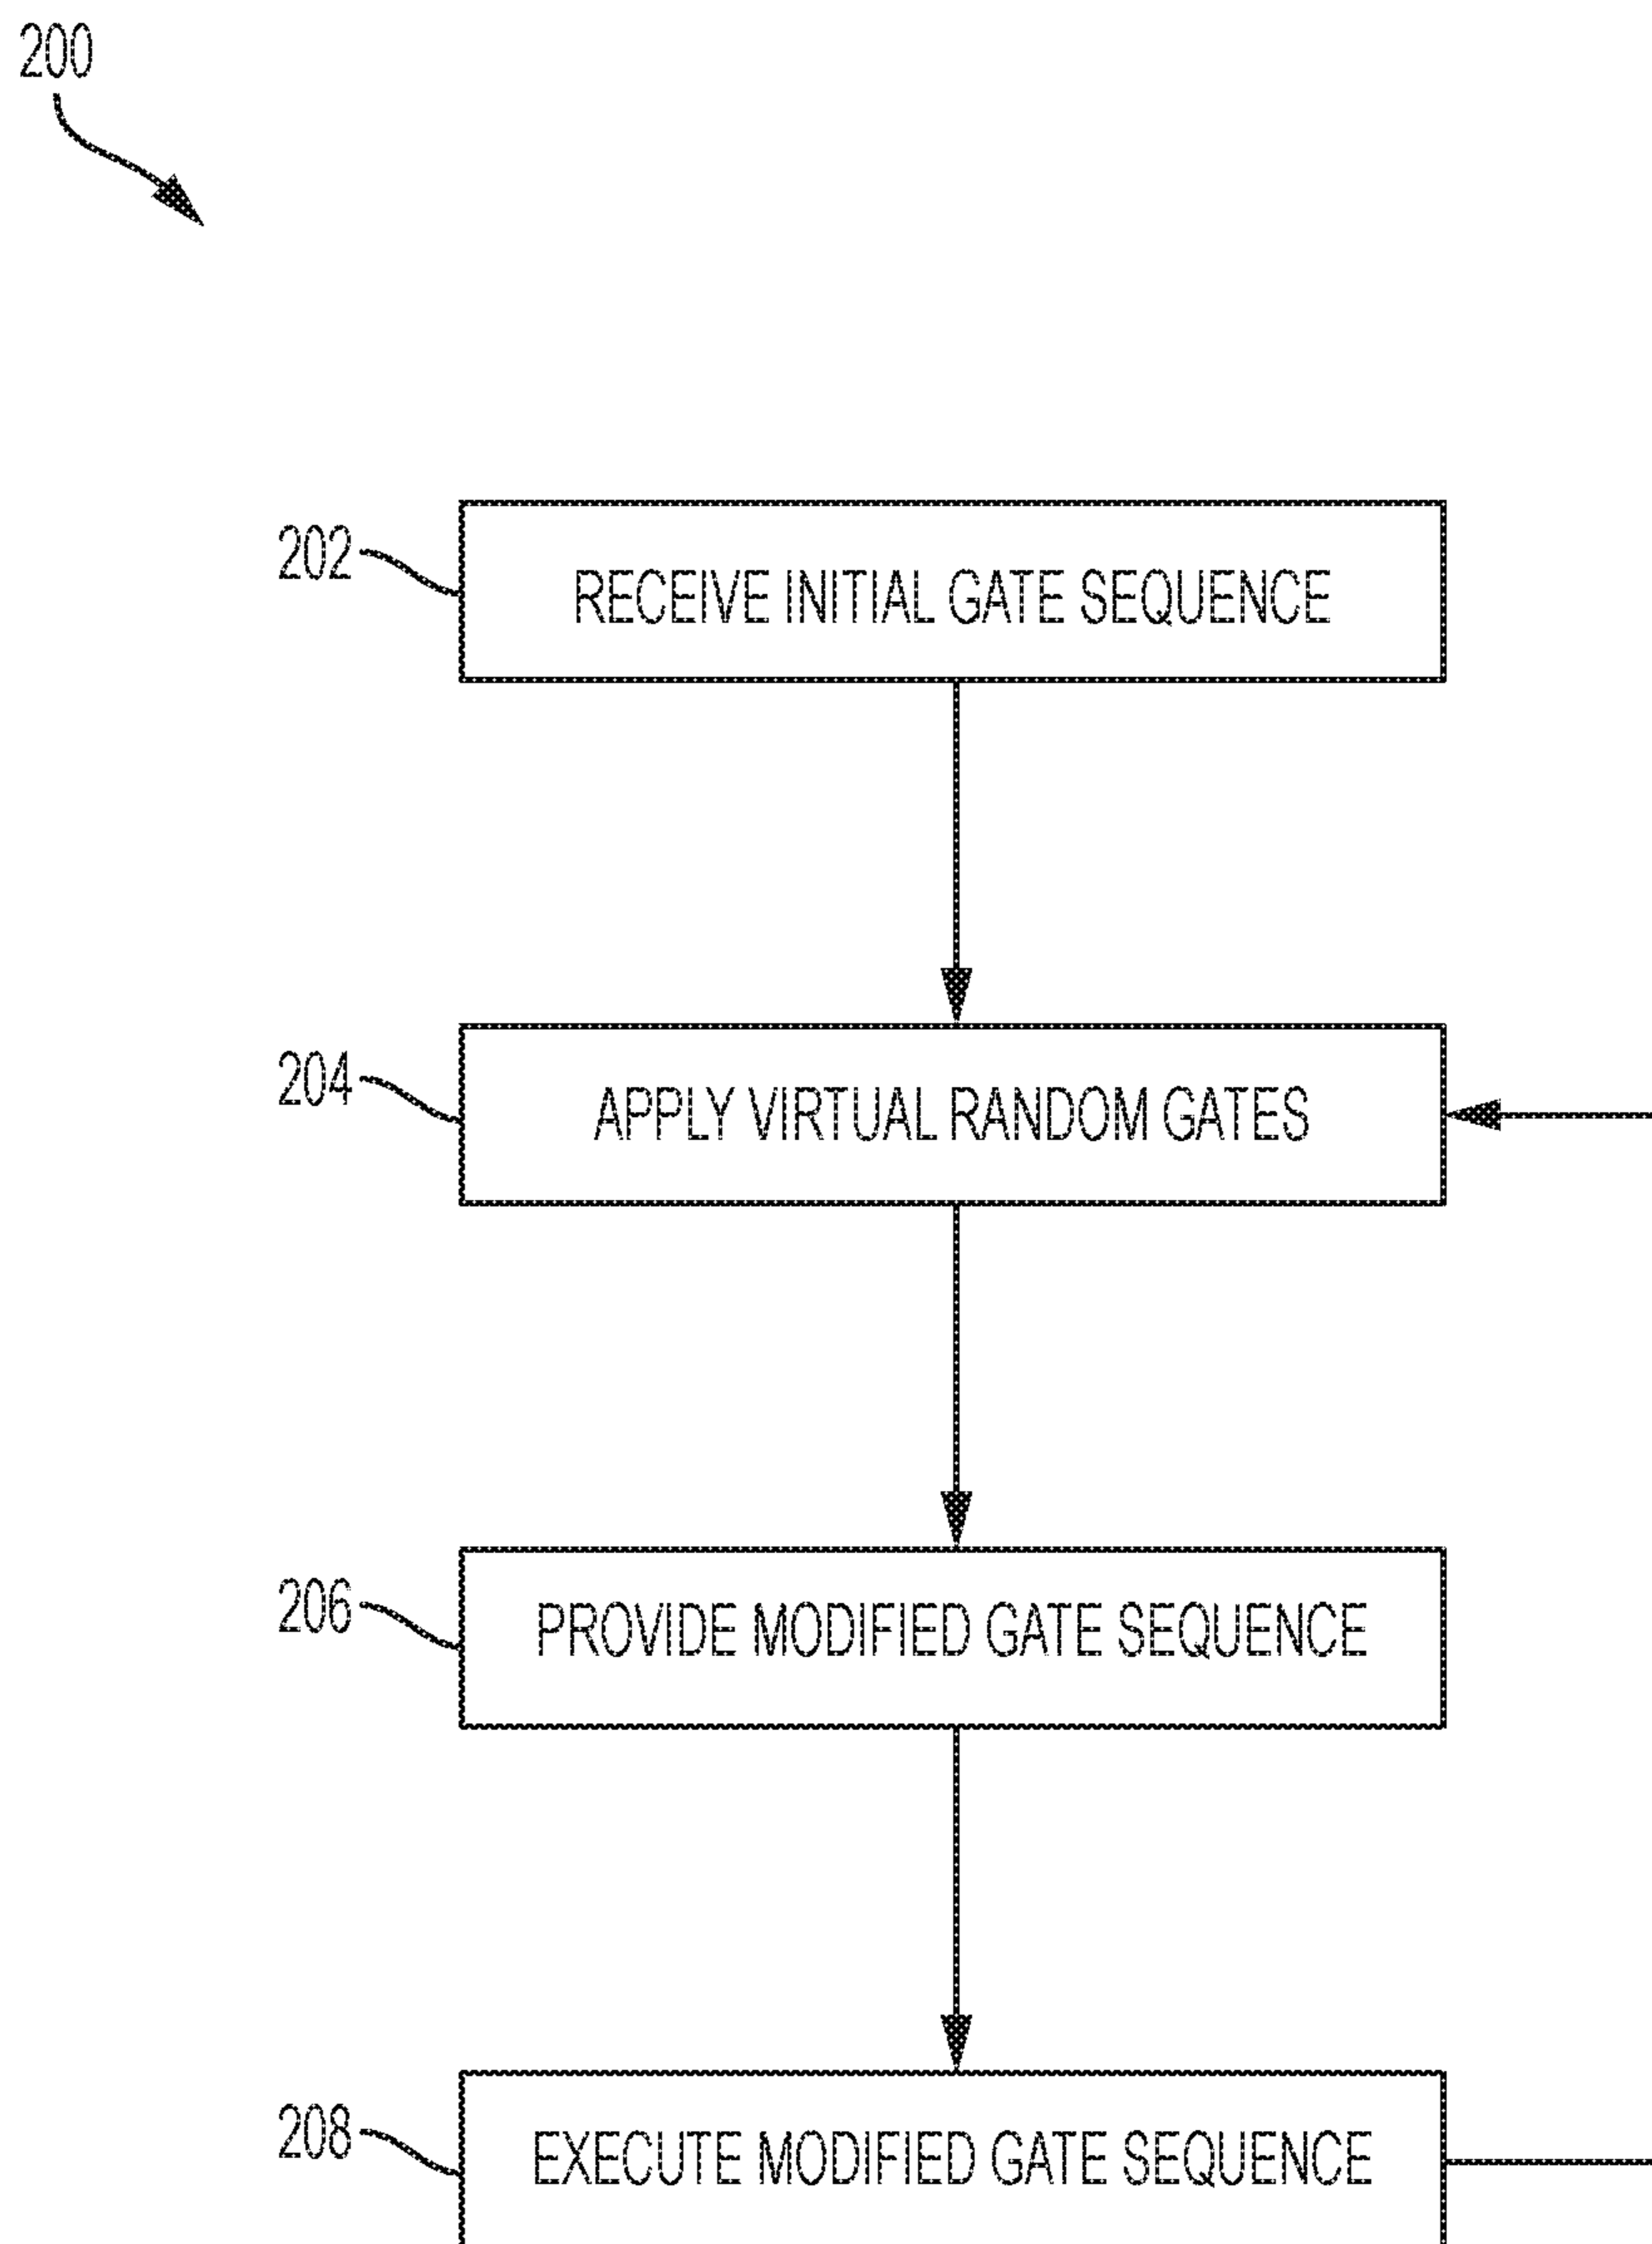 200
202
RECEIVE INITIAL GATE SEQUENCE
204
APPLY VIRTUAL RANDOM GATES
206
PROVIDE MODIFIED GATE SEQUENCE
208
EXECUTE MODIFIED GATE SEQUENCE